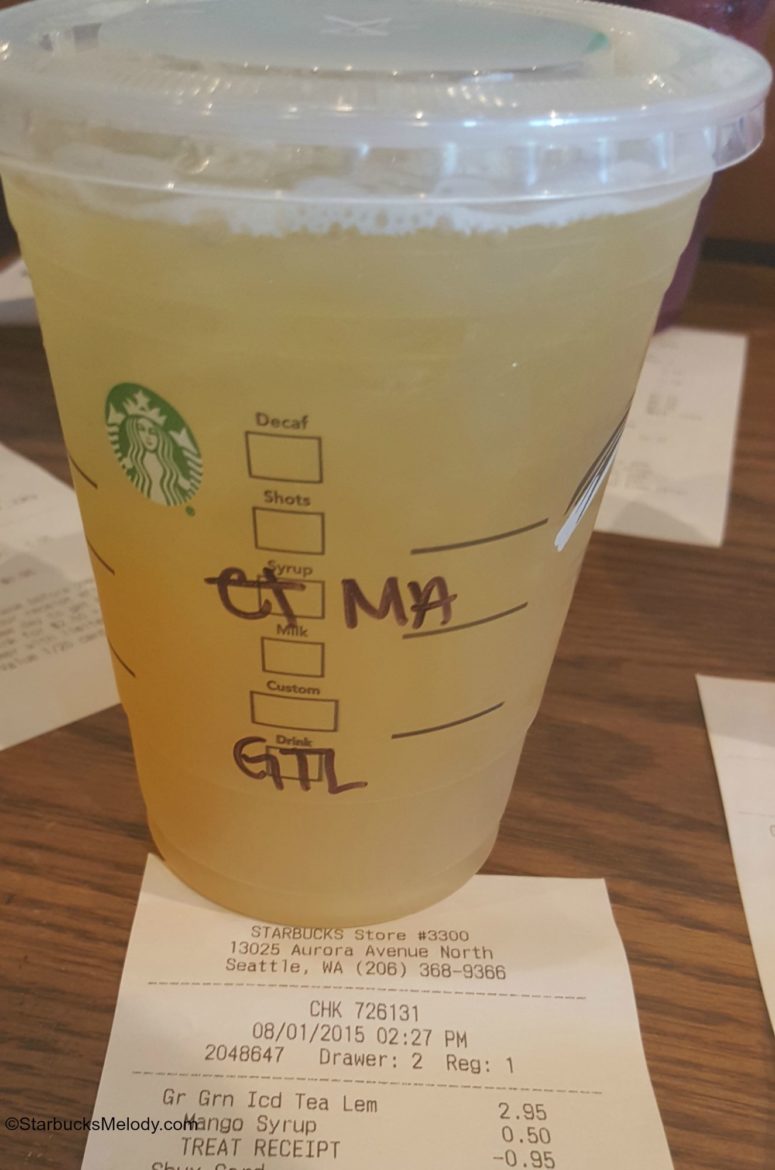 Decaf
Shots
Syrup
CT MA
Milk
Custom
Drink
GTL
STARBUCKS Store #3300
13025 Aurora Avenue North
Seattle, WA (206) 368-9366
CHK 726131
08/01/2015 02:27 PM
2048647 Drawer: 2 Reg: 1
Gr Grn Icd Tea Lem 2.95
Mango Syrup 0.50
TREAT RECEIPT -0.95
©StarbucksMelody.com